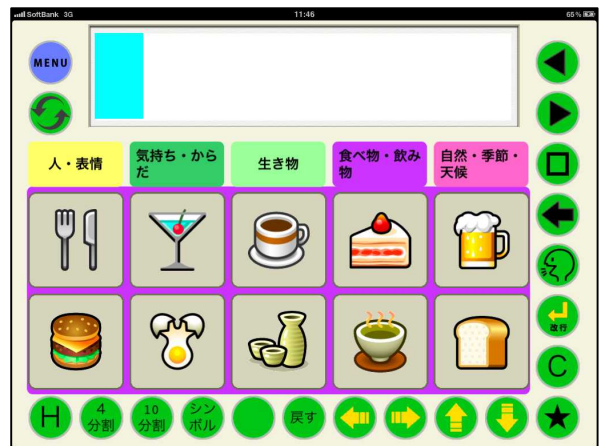 SoftBank 3G 11:46 65%
MENU
人・表情
気持ち・から
だ
生き物
食べ物・飲み
物
自然・季節・
天候
改行
C
H
4
分割
10
分割
シン
ボル
戻す